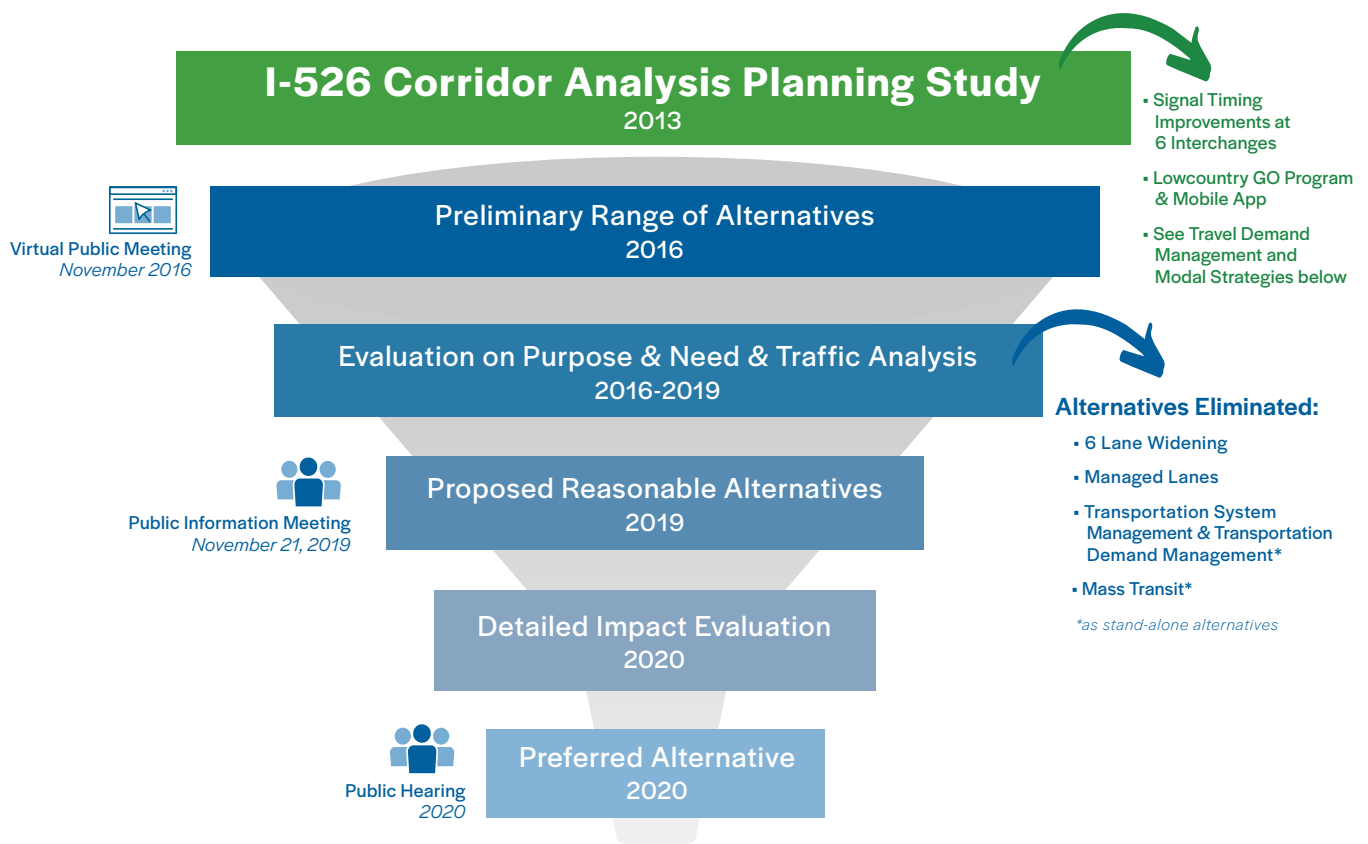 I-526 Corridor Analysis Planning Study
2013
▪ Signal Timing
Improvements at
6 Interchanges
▪ Lowcountry GO Program
& Mobile App
▪ See Travel Demand
Management and
Modal Strategies below
Preliminary Range of Alternatives
2016
Virtual Public Meeting
November 2016
Evaluation on Purpose & Need & Traffic Analysis
2016-2019
Alternatives Eliminated:
▪ 6 Lane Widening
▪ Managed Lanes
▪ Transportation System
Management & Transportation
Demand Management*
▪ Mass Transit*
*as stand-alone alternatives
Proposed Reasonable Alternatives
2019
Public Information Meeting
November 21, 2019
Detailed Impact Evaluation
2020
Preferred Alternative
2020
Public Hearing
2020